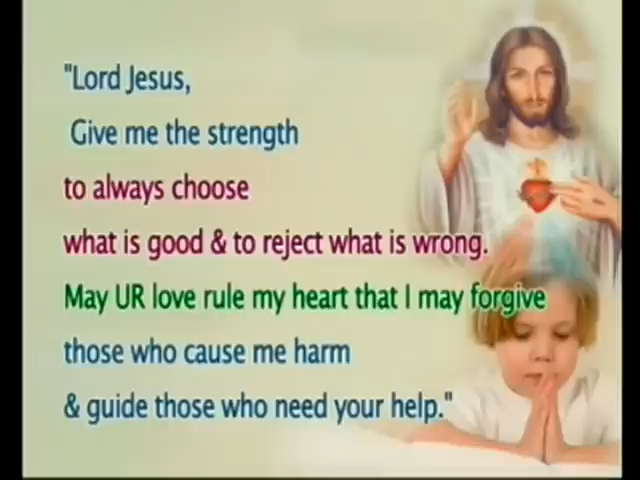 "Lord Jesus,
Give me the strength
to always choose
what is good & to reject what is wrong.
May UR love rule my heart that I may forgive
those who cause me harm
& guide those who need your help."